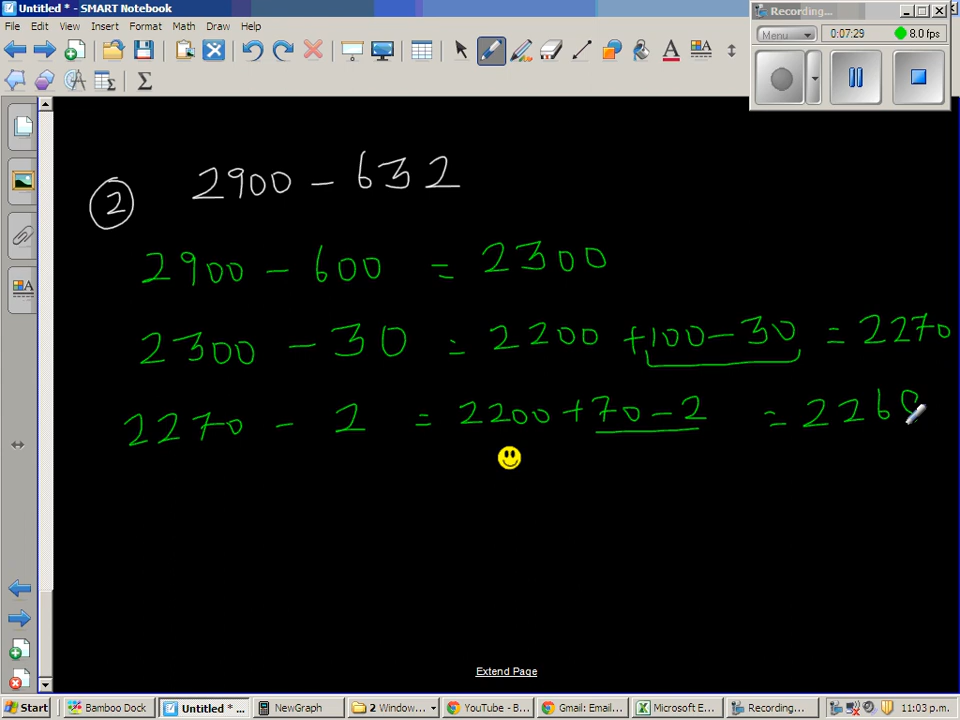 Untitled * - SMART Notebook
File Edit View Insert Format Math Draw Help
Recording...
Menu 0:07:29 8.0 fps
2 2900 - 632
2900 - 600 = 2300
2300 - 30 = 2200 + 100 - 30 = 2270
2270 - 2 = 2200 + 70 - 2 = 2268
Extend Page
Start Bamboo Dock Untitled * ... NewGraph 2 Window... YouTube - B... Gmail: Email... Microsoft E... Recording... 11:03 p.m.